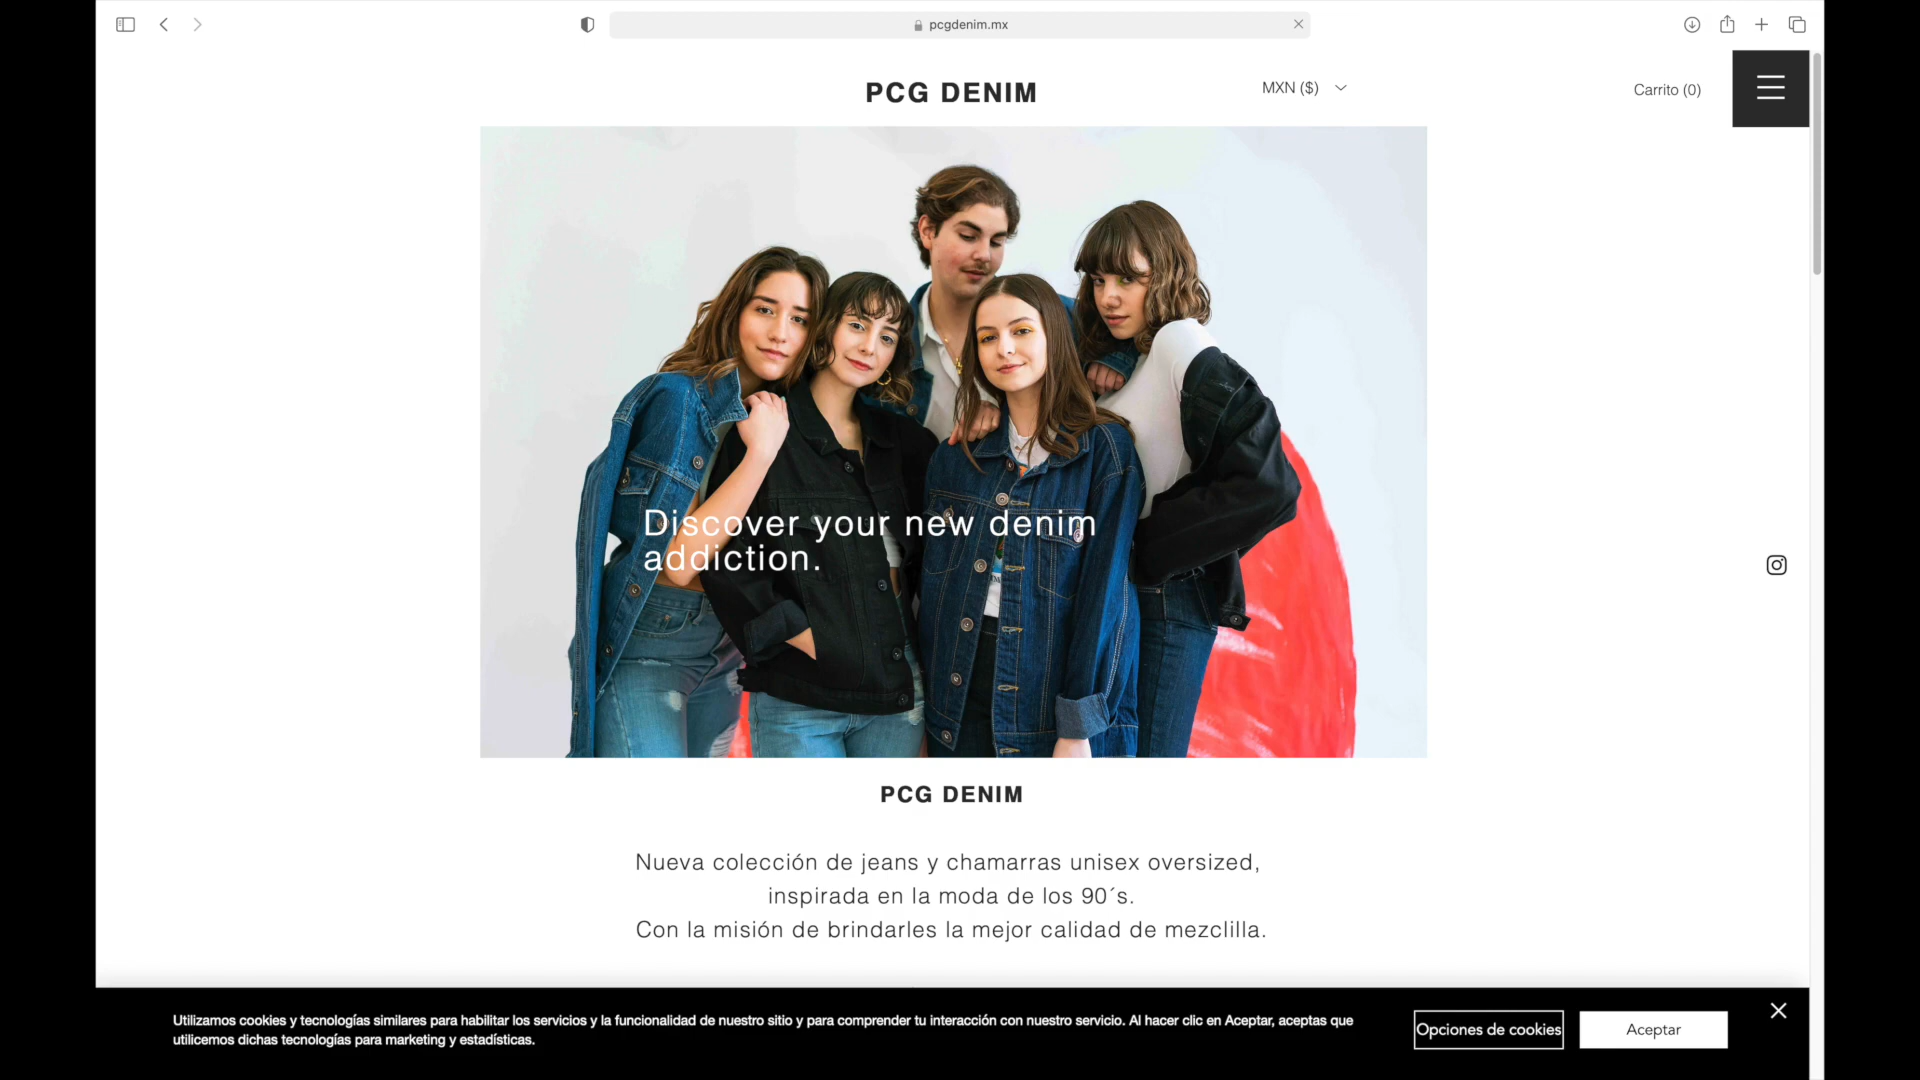 pcgdenim.mx
PCG DENIM
MXN ($)
Carrito (0)
Discover your new denim
addiction.
PCG DENIM
Nueva colección de jeans y chamarras unisex oversized,
inspirada en la moda de los 90´s.
Con la misión de brindarles la mejor calidad de mezclilla.
Utilizamos cookies y tecnologías similares para habilitar los servicios y la funcionalidad de nuestro sitio y para comprender tu interacción con nuestro servicio. Al hacer clic en Aceptar, aceptas que
utilicemos dichas tecnologías para marketing y estadísticas.
Opciones de cookies
Aceptar